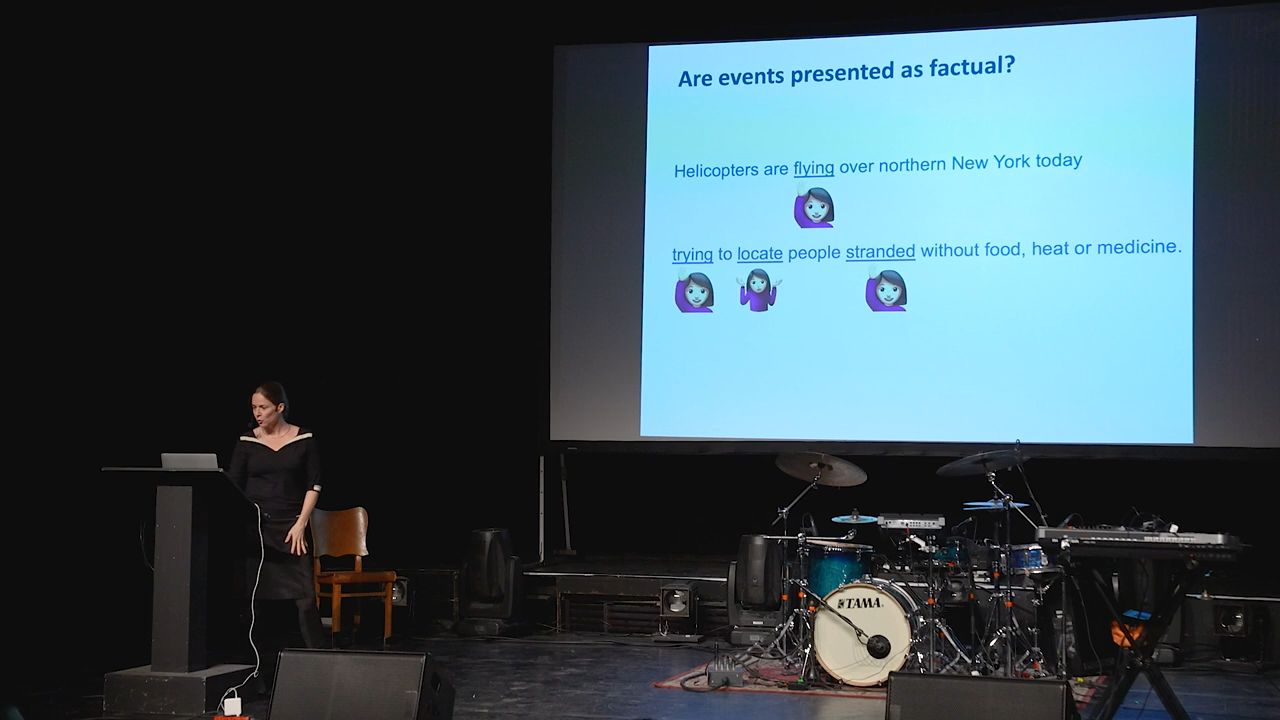 Are events presented as factual?
Helicopters are flying over northern New York today
trying to locate people stranded without food, heat or medicine.
TAMA